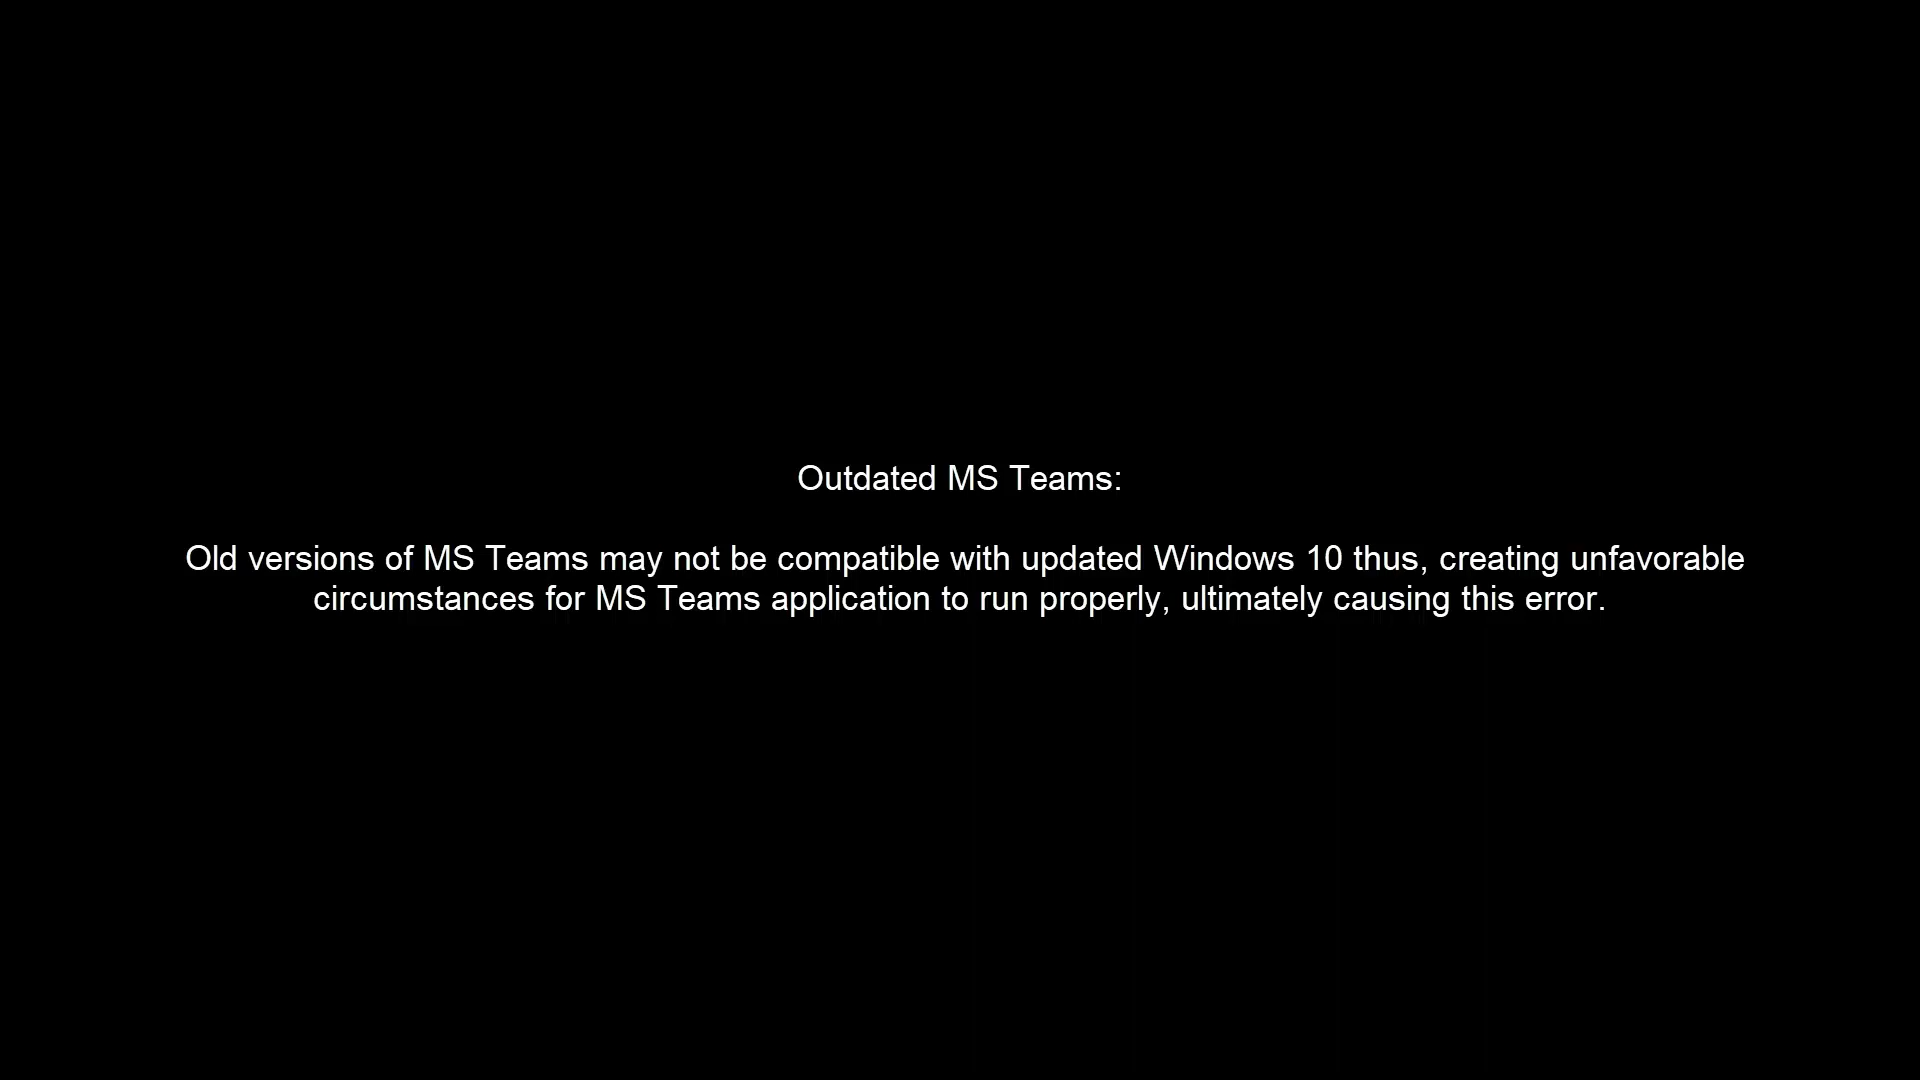 Outdated MS Teams:
Old versions of MS Teams may not be compatible with updated Windows 10 thus, creating unfavorable
circumstances for MS Teams application to run properly, ultimately causing this error.